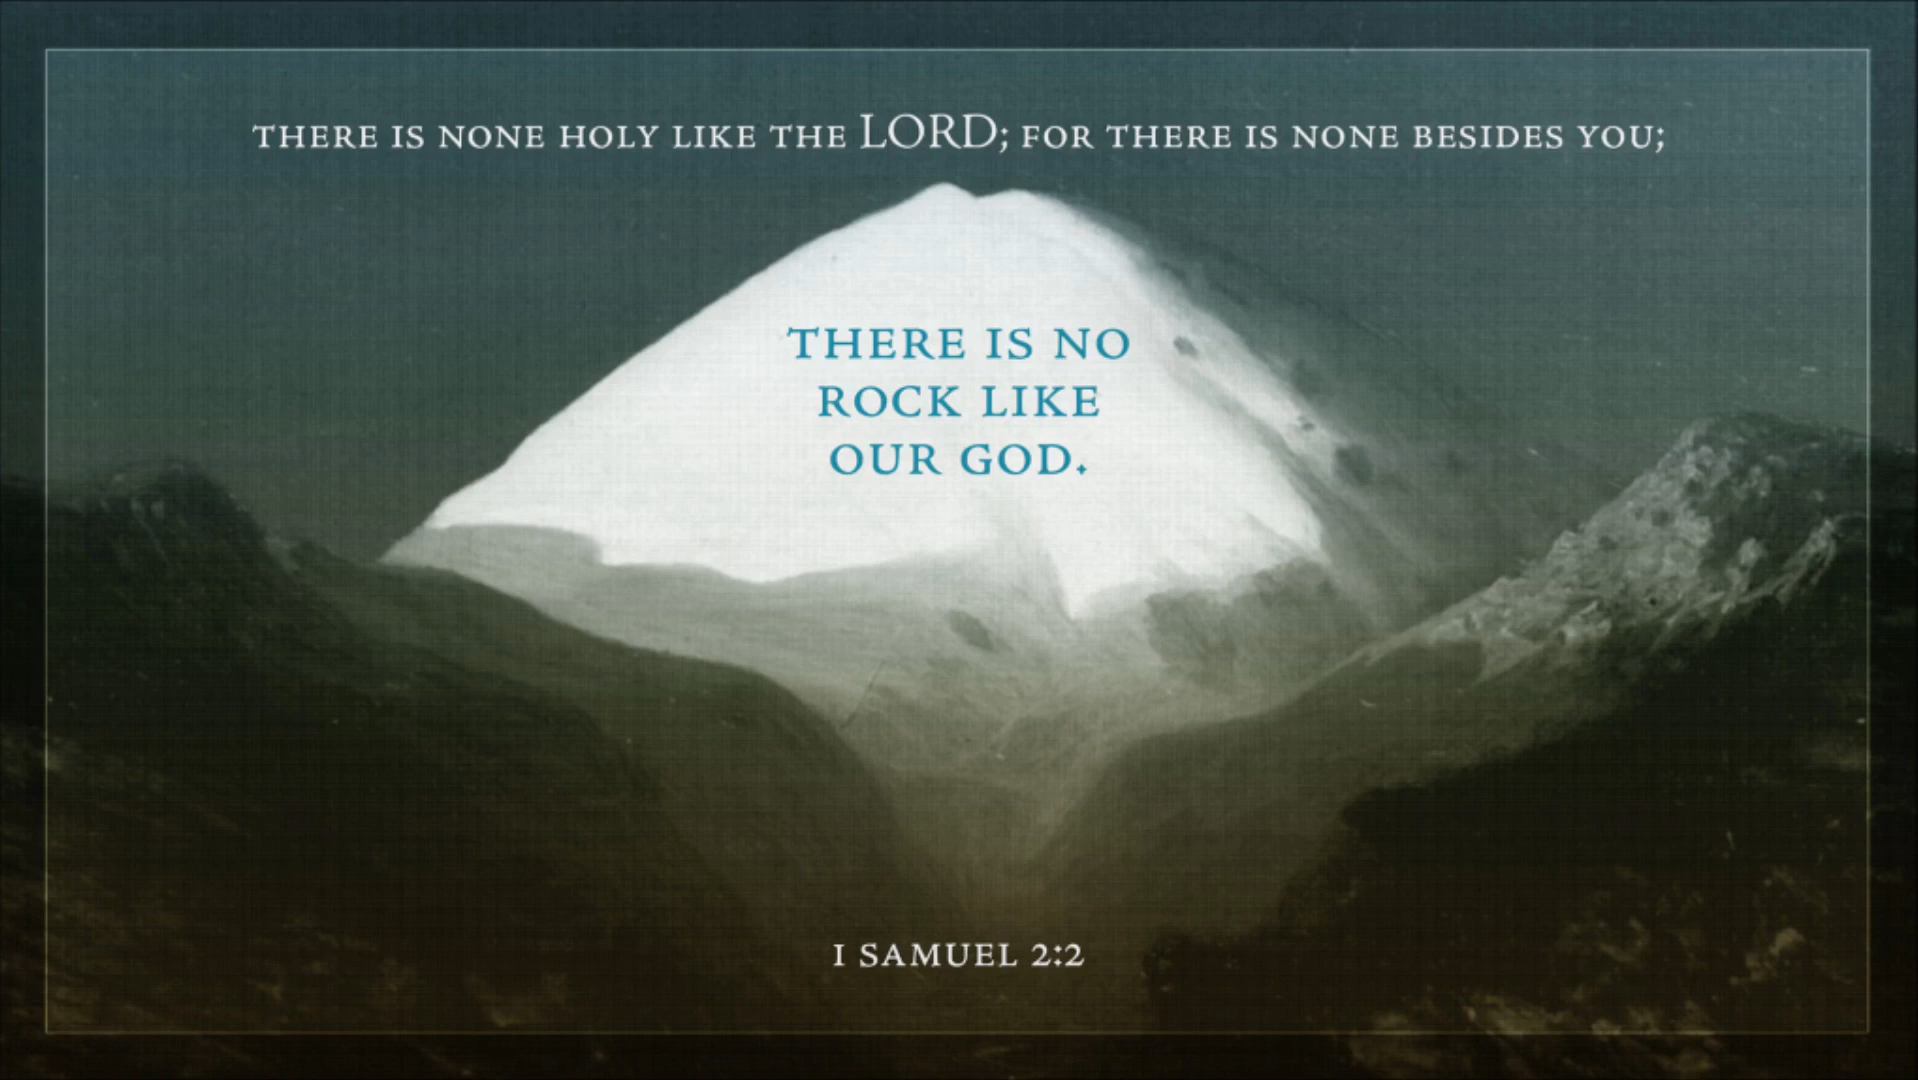 THERE IS NONE HOLY LIKE THE LORD; FOR THERE IS NONE BESIDES YOU;
THERE IS NO
ROCK LIKE
OUR GOD.
1 SAMUEL 2:2